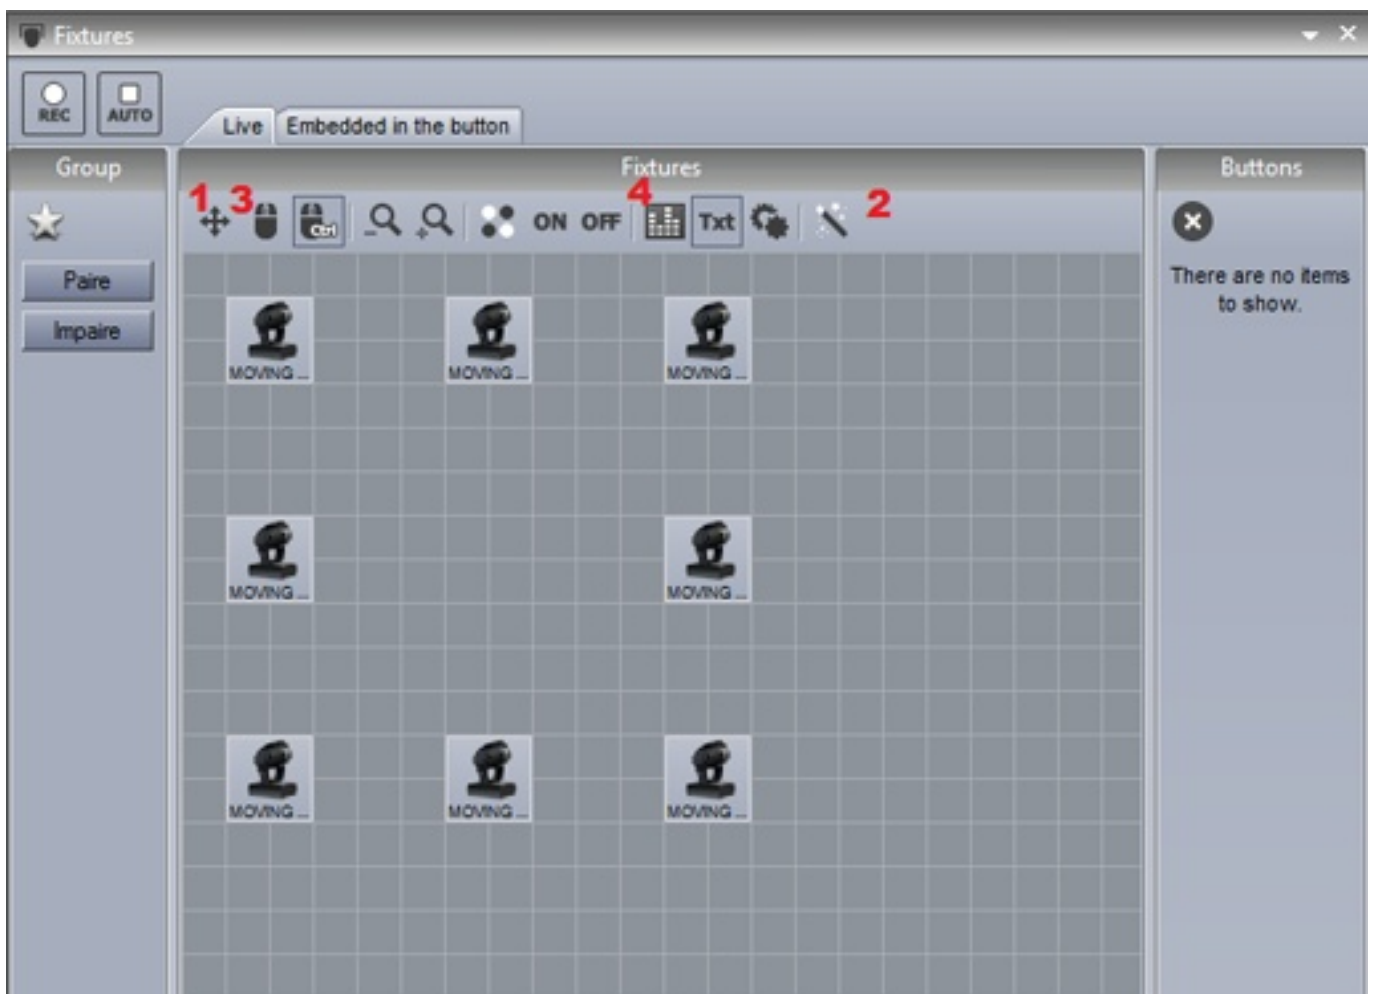 Fixtures
REC AUTO
Live Embedded in the button
Group Fixtures Buttons
1 3 4 2
Ctrl ON OFF Txt
Paire
Impaire
There are no items
to show.
MOVING ... MOVING ... MOVING ...
MOVING ... MOVING ...
MOVING ... MOVING ... MOVING ...